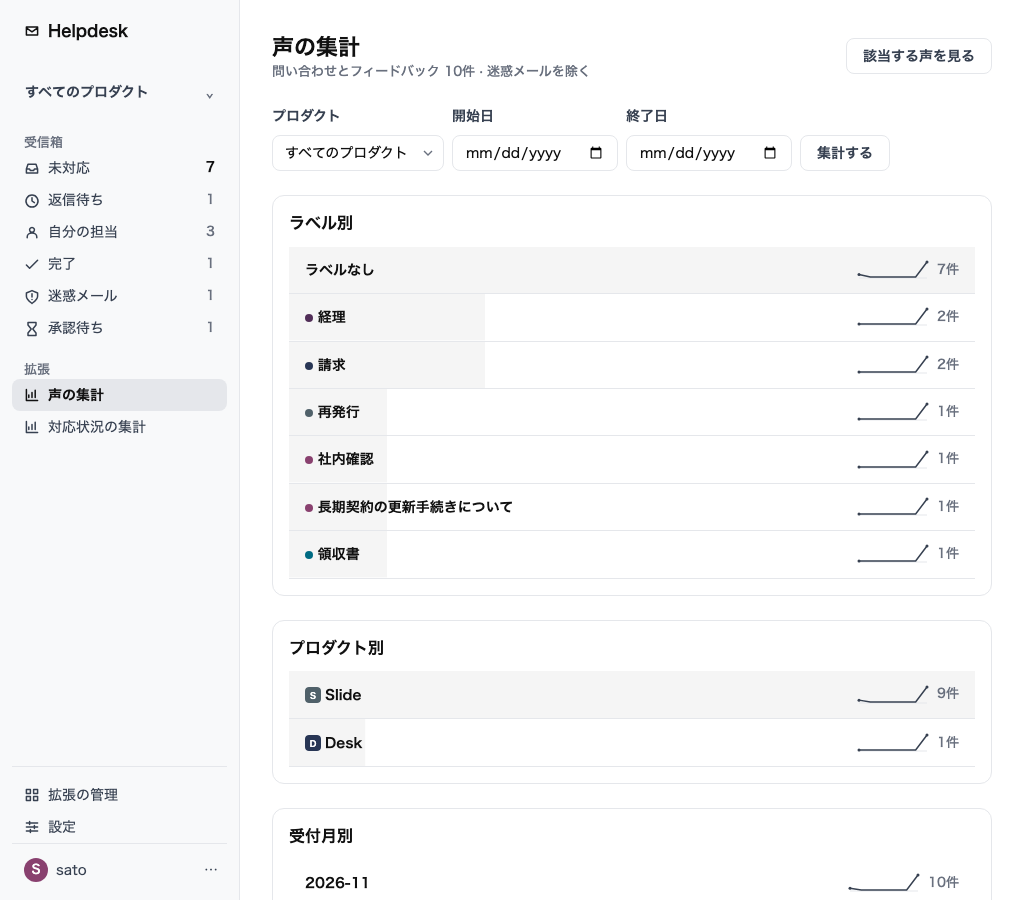 Helpdesk
すべてのプロダクト
受信箱
未対応 7
返信待ち 1
自分の担当 3
完了 1
迷惑メール 1
承認待ち 1
拡張
声の集計
対応状況の集計
拡張の管理
設定
S sato
声の集計
問い合わせとフィードバック 10件 · 迷惑メールを除く
該当する声を見る
プロダクト 開始日 終了日
すべてのプロダクト mm/dd/yyyy mm/dd/yyyy 集計する
ラベル別
ラベルなし 7件
経理 2件
請求 2件
再発行 1件
社内確認 1件
長期契約の更新手続きについて 1件
領収書 1件
プロダクト別
S Slide 9件
D Desk 1件
受付月別
2026-11 10件